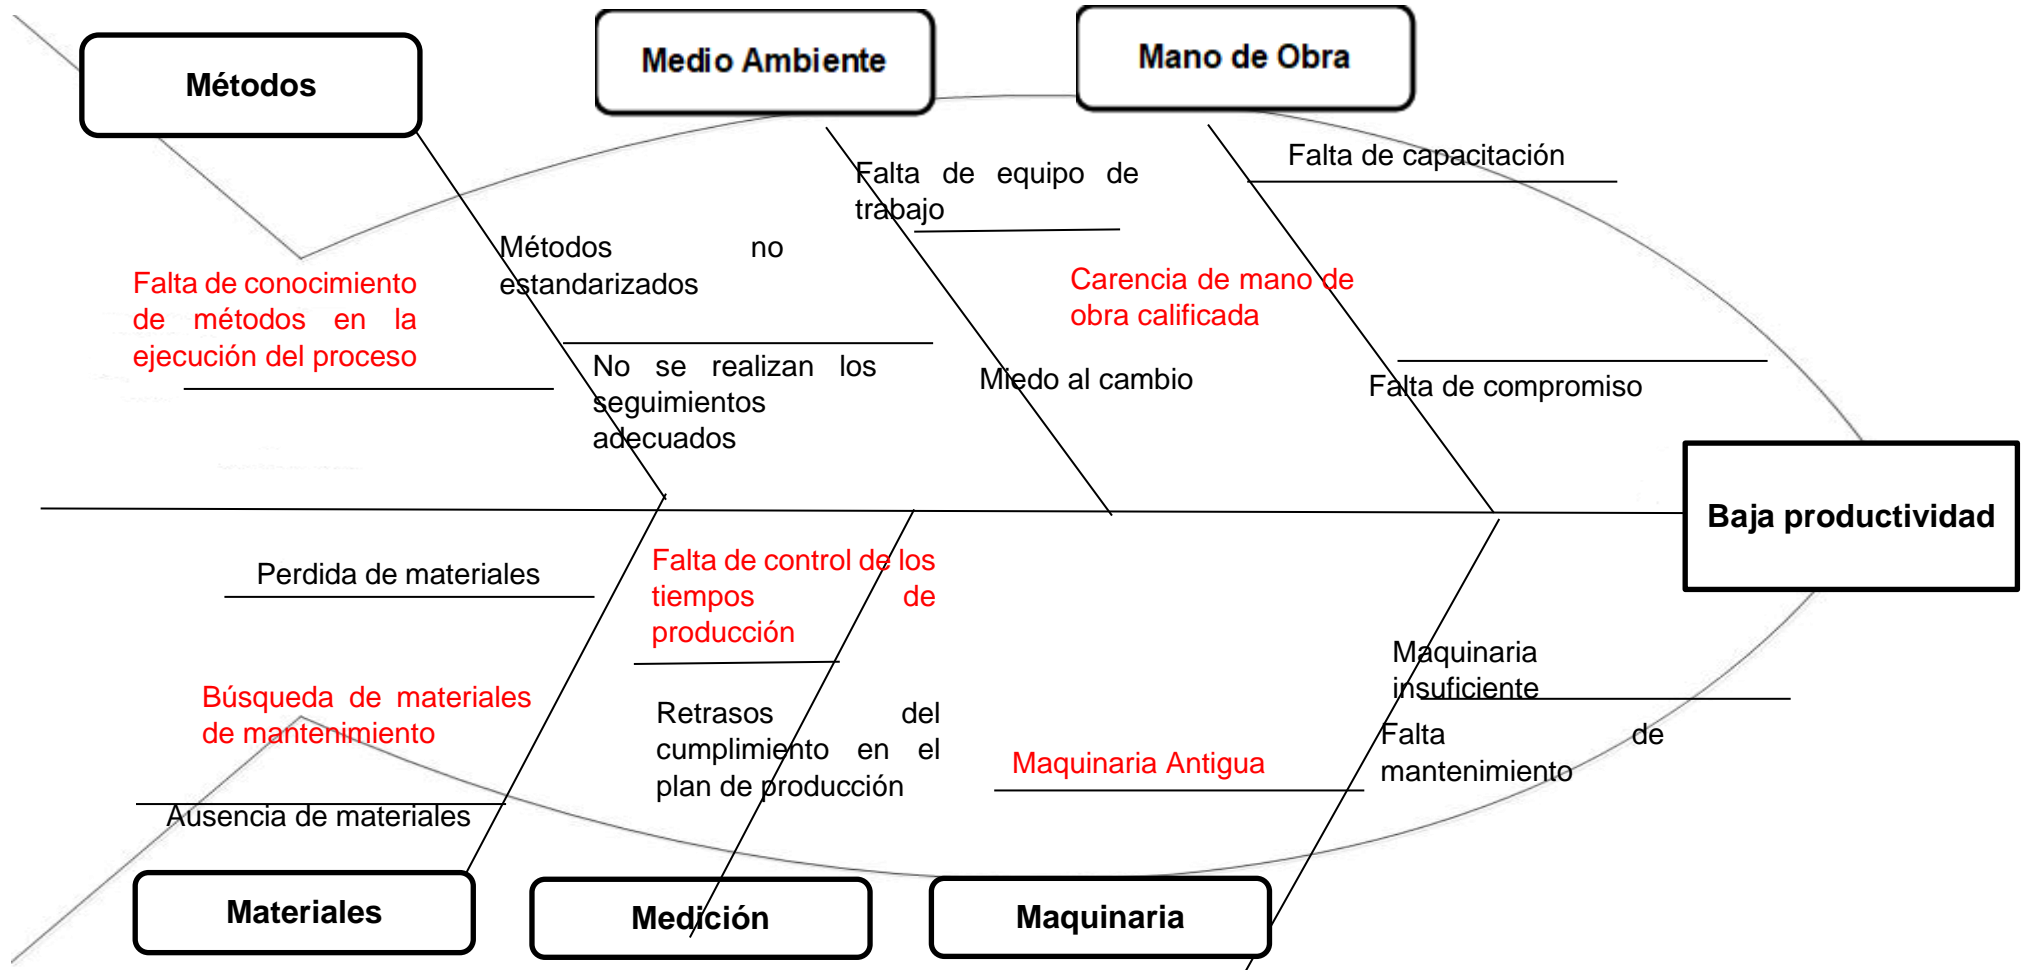 Métodos
Medio Ambiente
Mano de Obra
Falta de capacitación
Falta de equipo de
trabajo
Métodos no
estandarizados
Falta de conocimiento
de métodos en la
ejecución del proceso
Carencia de mano de
obra calificada
No se realizan los
seguimientos
adecuados
Miedo al cambio
Falta de compromiso
Baja productividad
Perdida de materiales
Falta de control de los
tiempos de
producción
Búsqueda de materiales
de mantenimiento
Retrasos del
cumplimiento en el
plan de producción
Maquinaria
insuficiente
Maquinaria Antigua
Falta de
mantenimiento
Ausencia de materiales
Materiales
Medición
Maquinaria